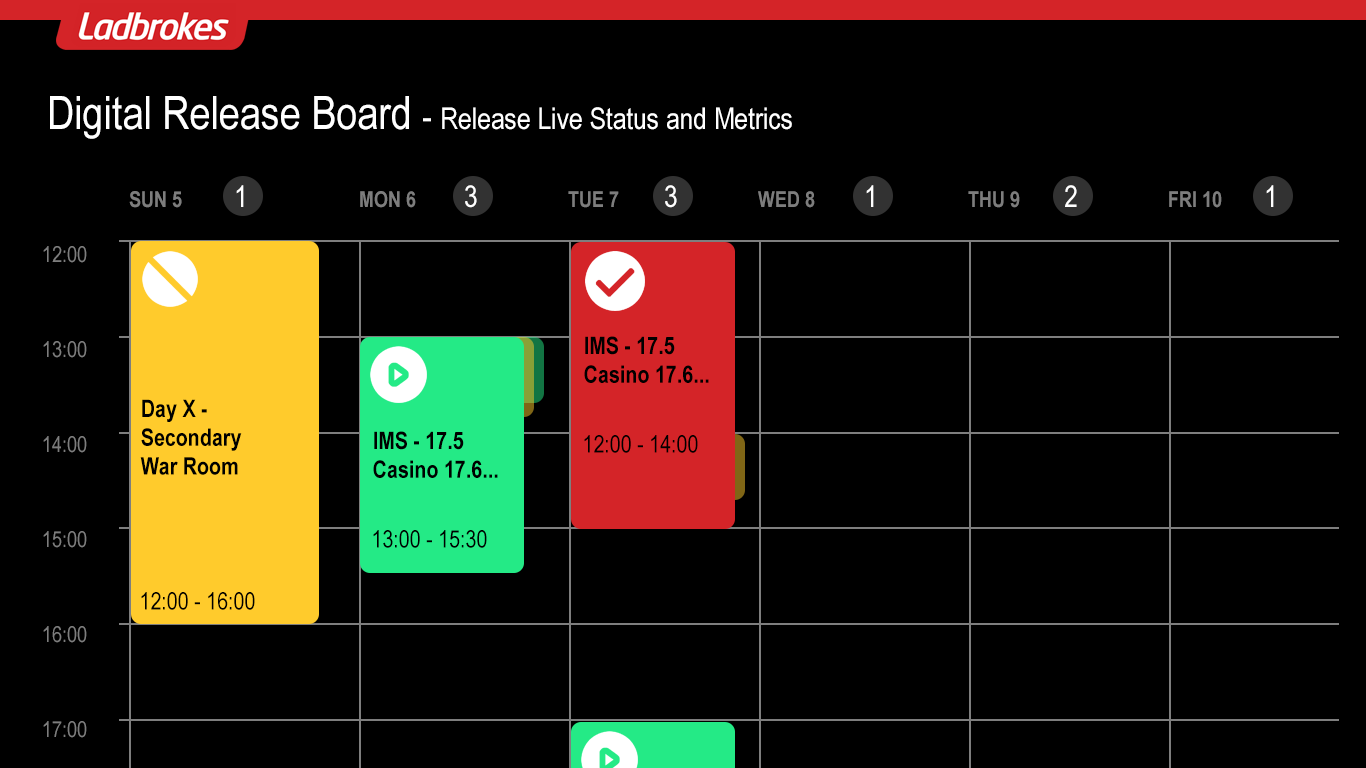 Ladbrokes
Digital Release Board - Release Live Status and Metrics
SUN 5 1 MON 6 3 TUE 7 3 WED 8 1 THU 9 2 FRI 10 1
12:00
13:00
14:00
15:00
16:00
17:00
Day X -
Secondary
War Room
12:00 - 16:00
IMS - 17.5
Casino 17.6...
13:00 - 15:30
IMS - 17.5
Casino 17.6...
12:00 - 14:00